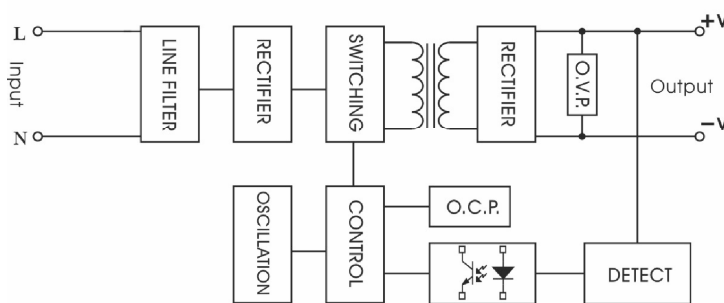 L
Input
N
LINE FILTER
RECTIFIER
SWITCHING
RECTIFIER
O.V.P.
+V
Output
-V
OSCILLATION
CONTROL
O.C.P.
DETECT